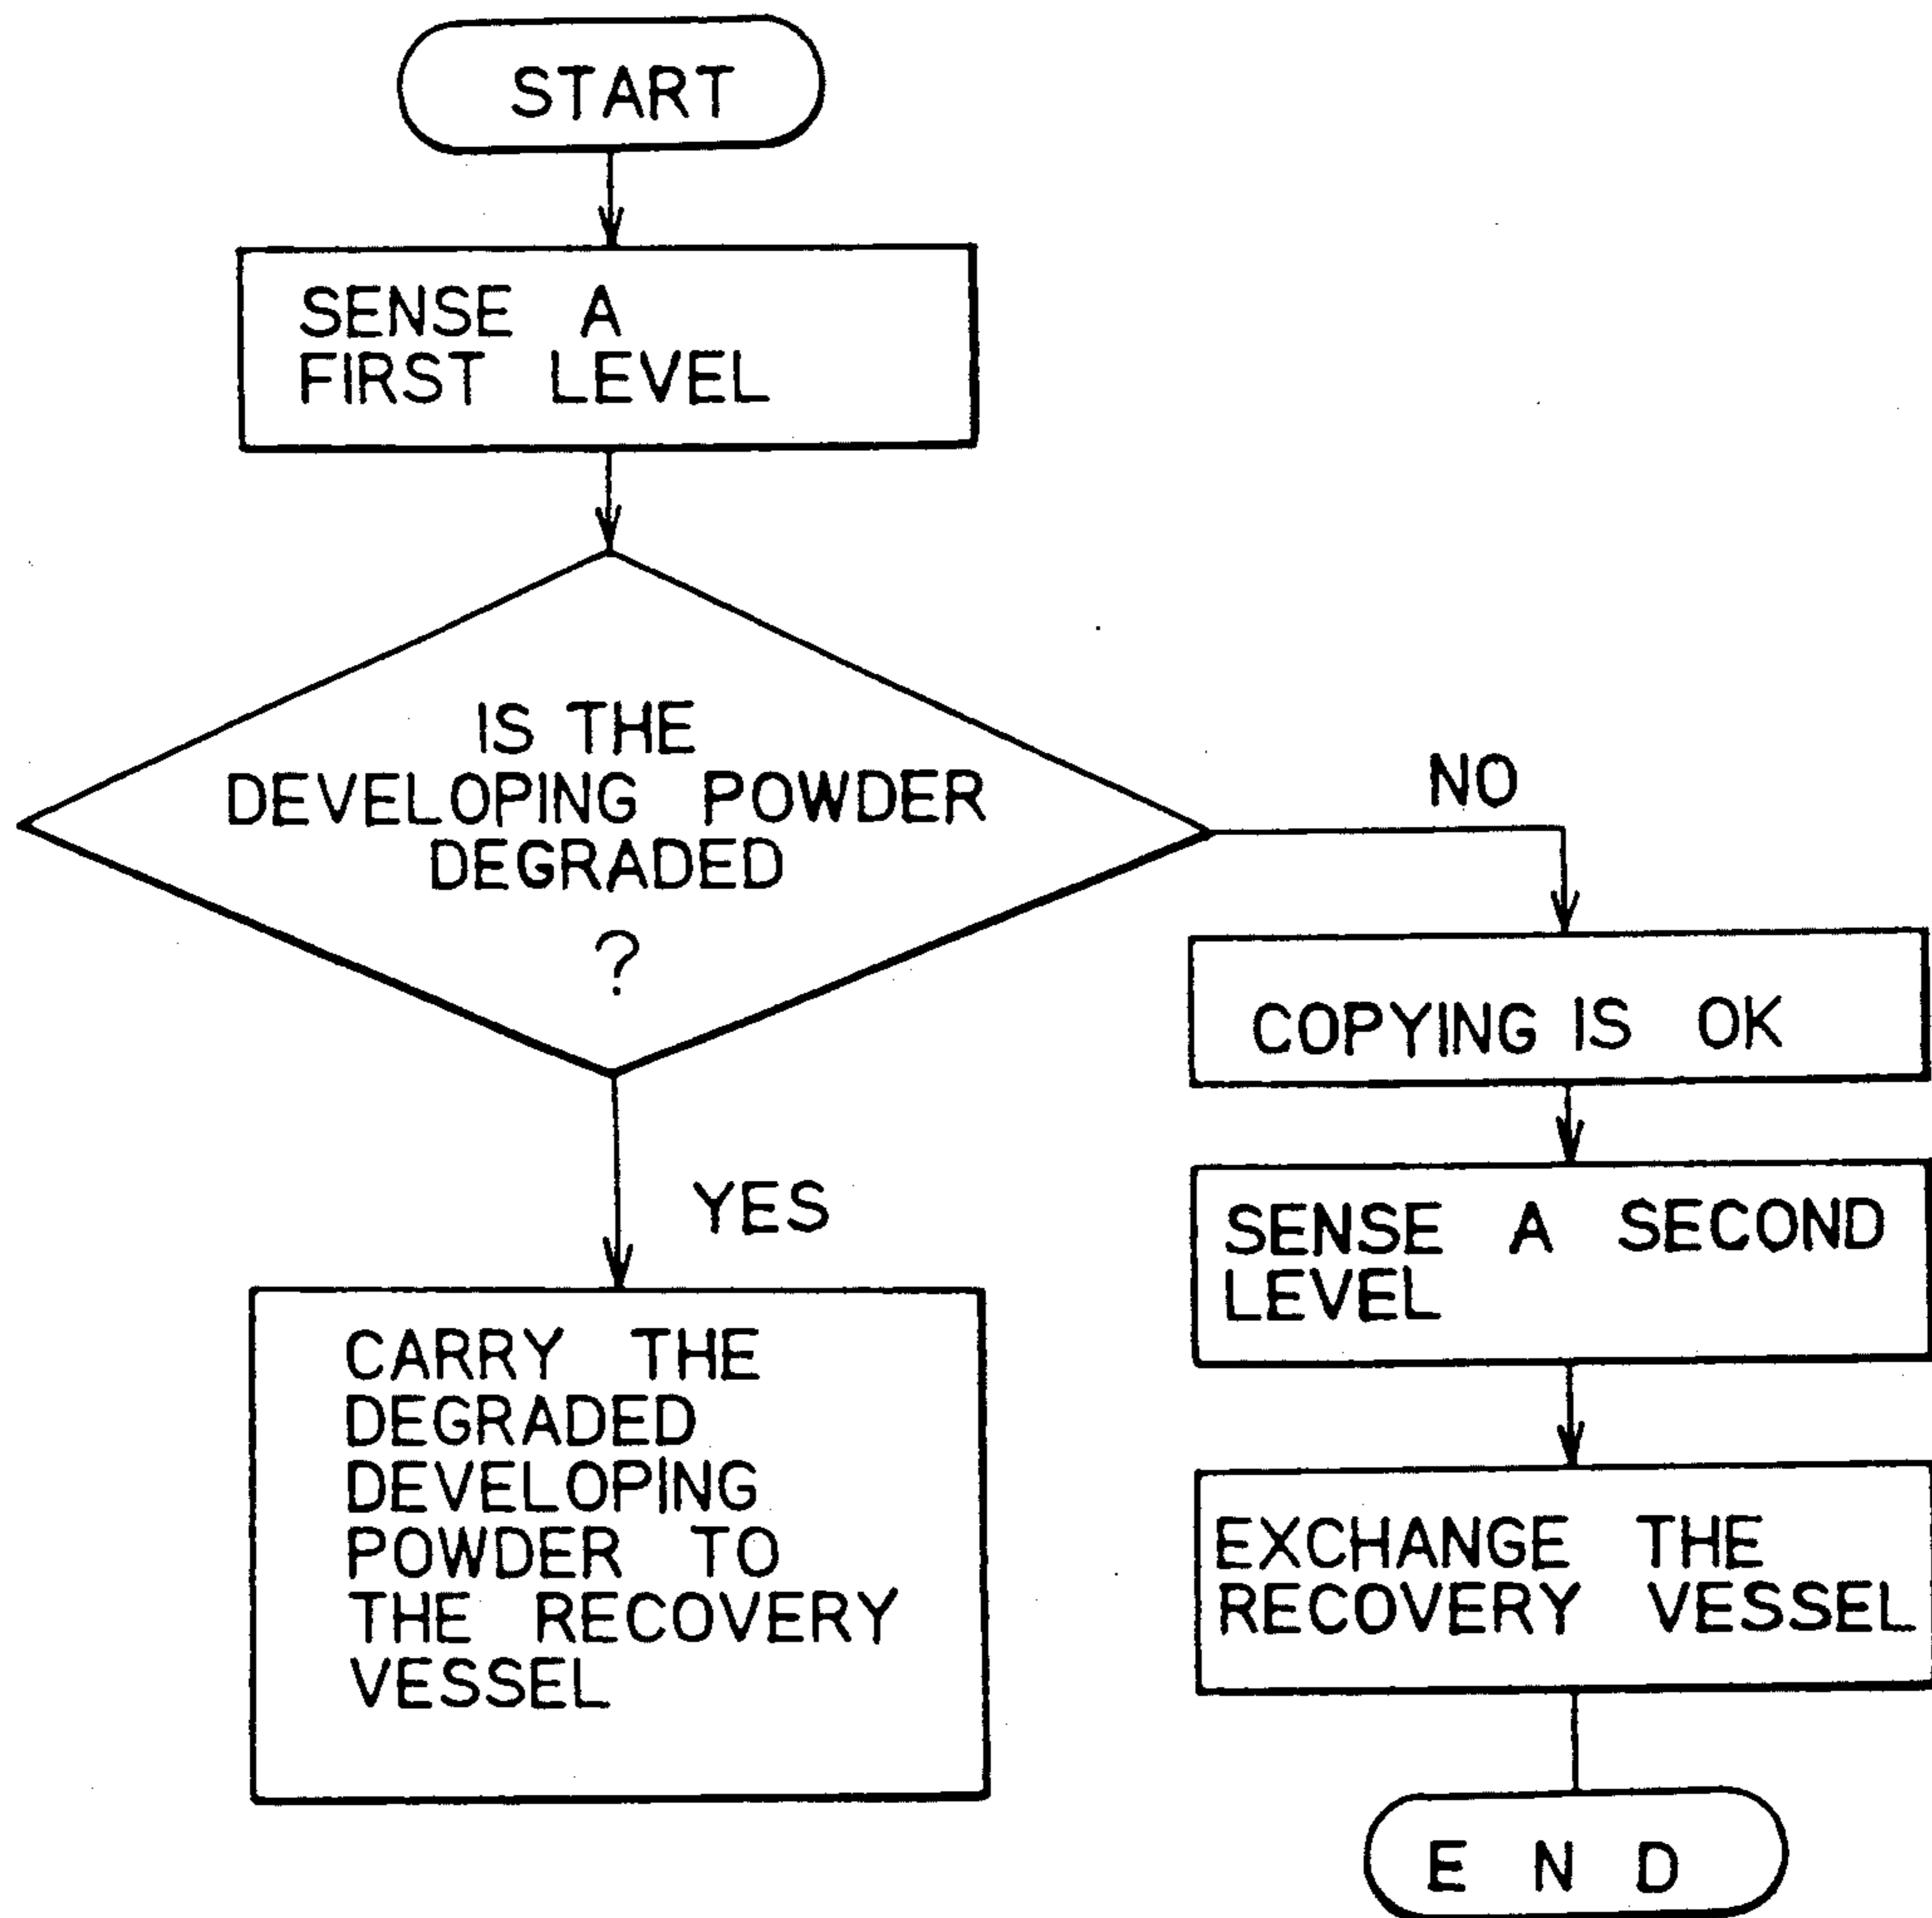 START
SENSE A
FIRST LEVEL
IS THE
DEVELOPING POWDER
DEGRADED
?
NO
YES
CARRY THE
DEGRADED
DEVELOPING
POWDER TO
THE RECOVERY
VESSEL
COPYING IS OK
SENSE A SECOND
LEVEL
EXCHANGE THE
RECOVERY VESSEL
END